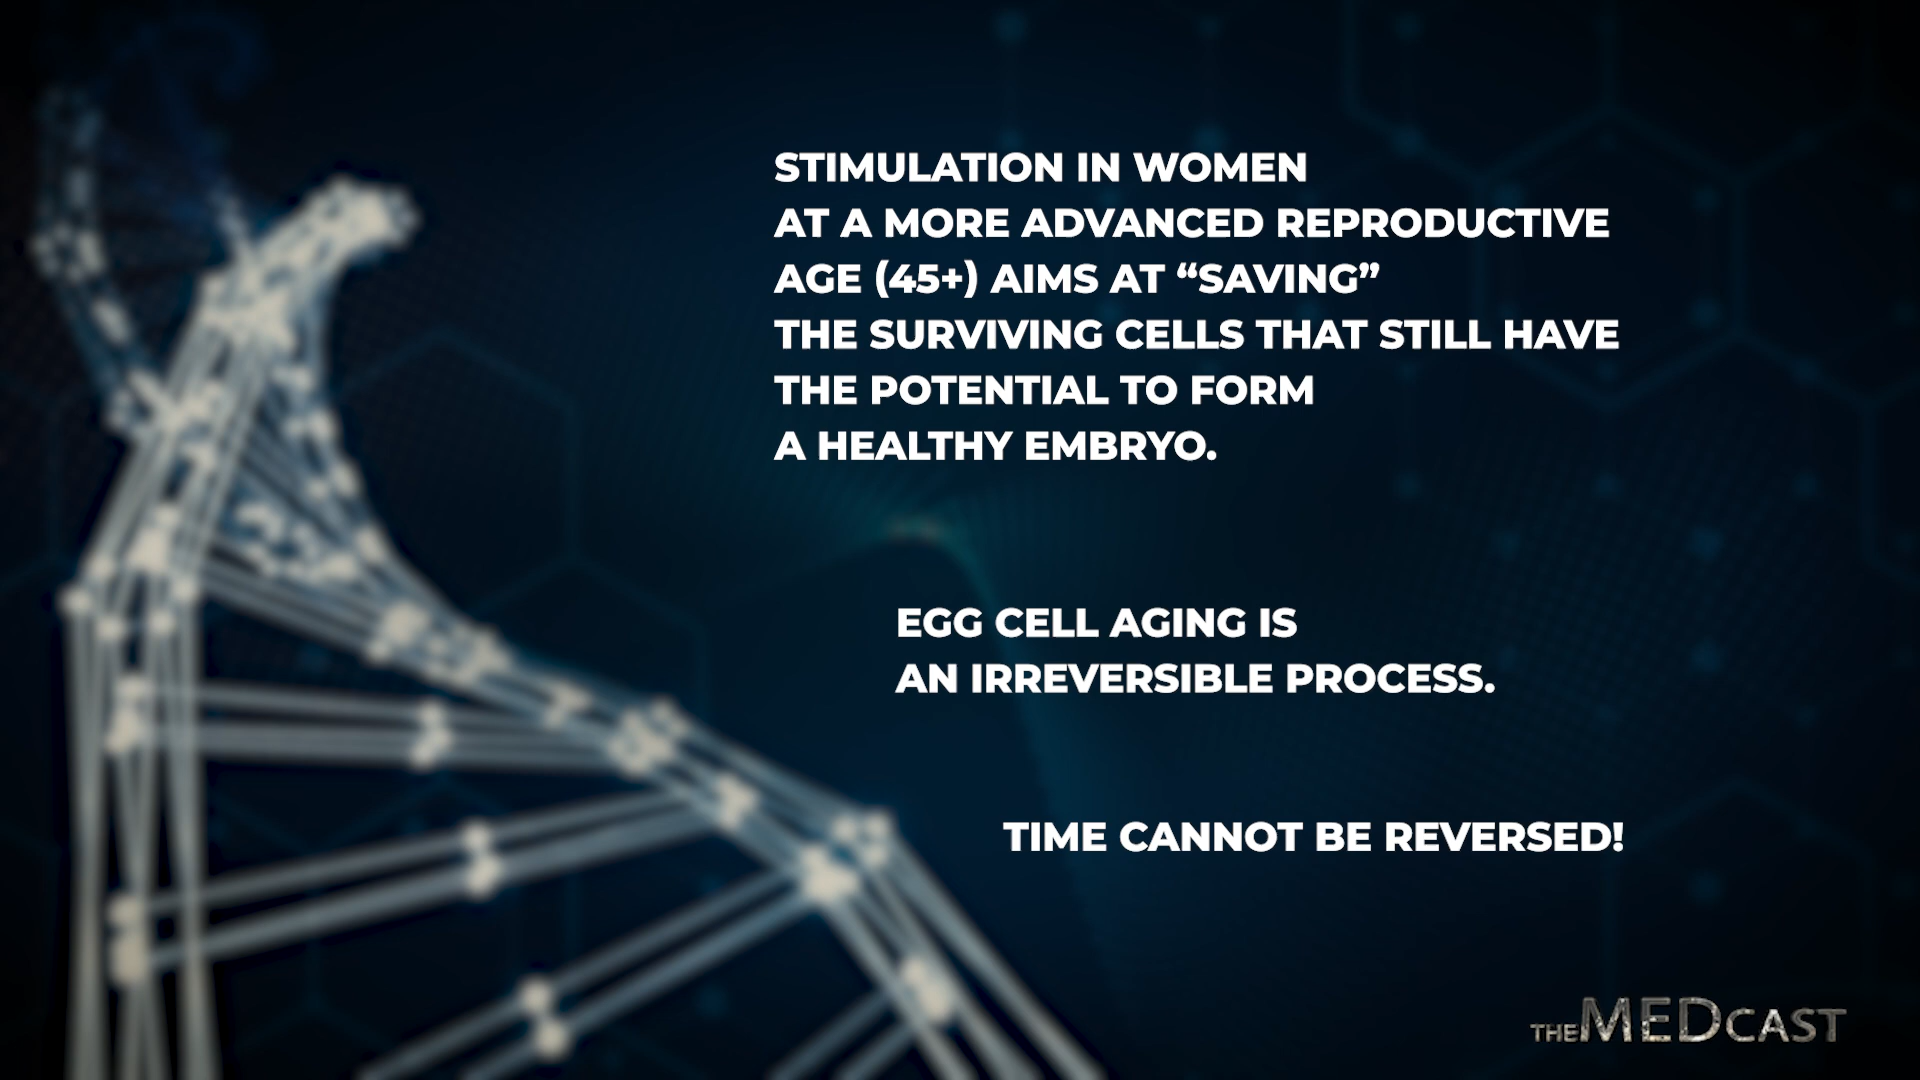 STIMULATION IN WOMEN
AT A MORE ADVANCED REPRODUCTIVE
AGE (45+) AIMS AT “SAVING”
THE SURVIVING CELLS THAT STILL HAVE
THE POTENTIAL TO FORM
A HEALTHY EMBRYO.
EGG CELL AGING IS
AN IRREVERSIBLE PROCESS.
TIME CANNOT BE REVERSED!
THEMEDCAST